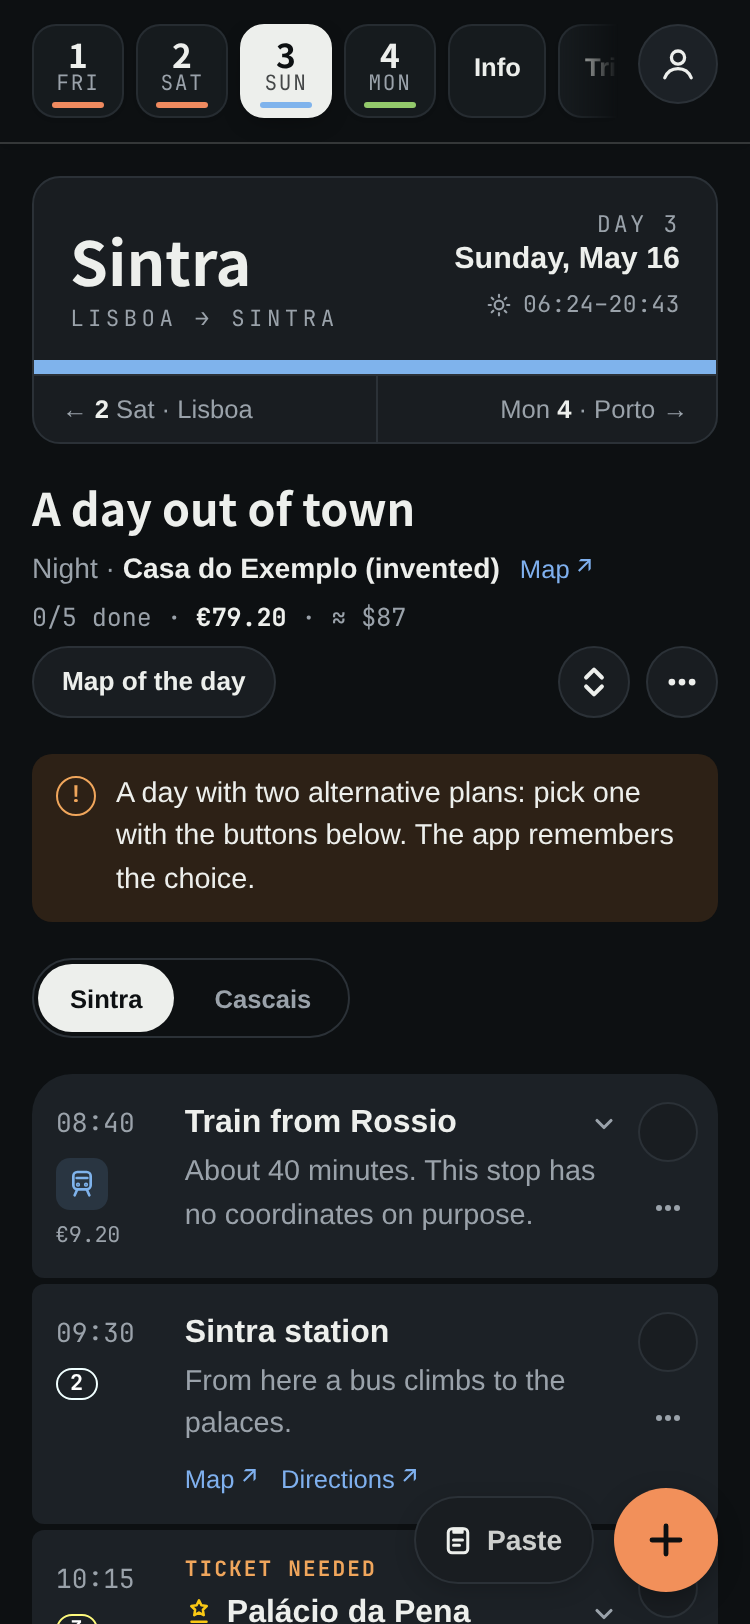 1
FRI
2
SAT
3
SUN
4
MON
Info
Tri
Sintra
LISBOA → SINTRA
DAY 3
Sunday, May 16
06:24–20:43
← 2 Sat · Lisboa
Mon 4 · Porto →
A day out of town
Night · Casa do Exemplo (invented) Map
0/5 done · €79.20 · ≈ $87
Map of the day
A day with two alternative plans: pick one
with the buttons below. The app remembers
the choice.
Sintra
Cascais
08:40
€9.20
Train from Rossio
About 40 minutes. This stop has
no coordinates on purpose.
09:30
2
Sintra station
From here a bus climbs to the
palaces.
Map Directions
Paste
10:15
TICKET NEEDED
Palácio da Pena